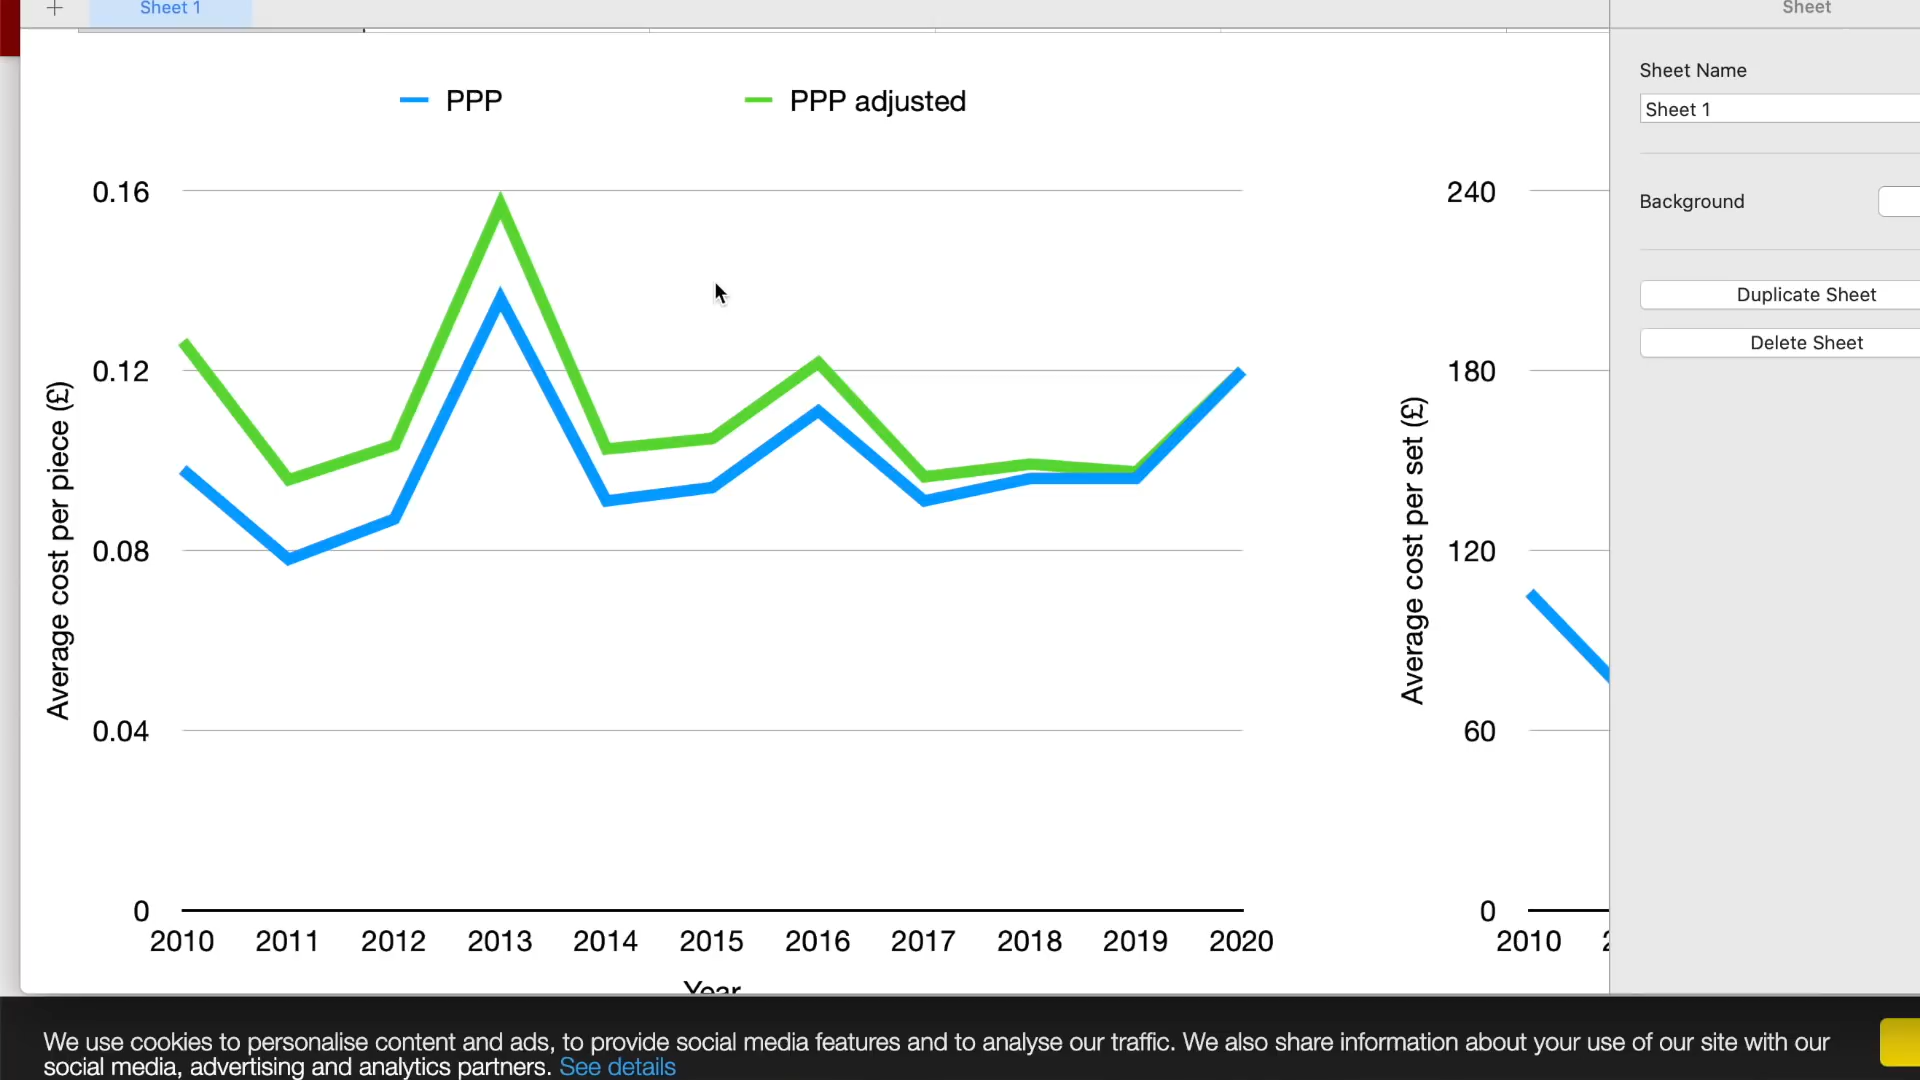 Sheet 1
Sheet
Sheet Name
Sheet 1
Background
Duplicate Sheet
Delete Sheet
PPP
PPP adjusted
Average cost per piece (£)
0.16
0.12
0.08
0.04
0
2010 2011 2012 2013 2014 2015 2016 2017 2018 2019 2020
Year
Average cost per set (£)
240
180
120
60
0
2010
We use cookies to personalise content and ads, to provide social media features and to analyse our traffic. We also share information about your use of our site with our
social media, advertising and analytics partners. See details